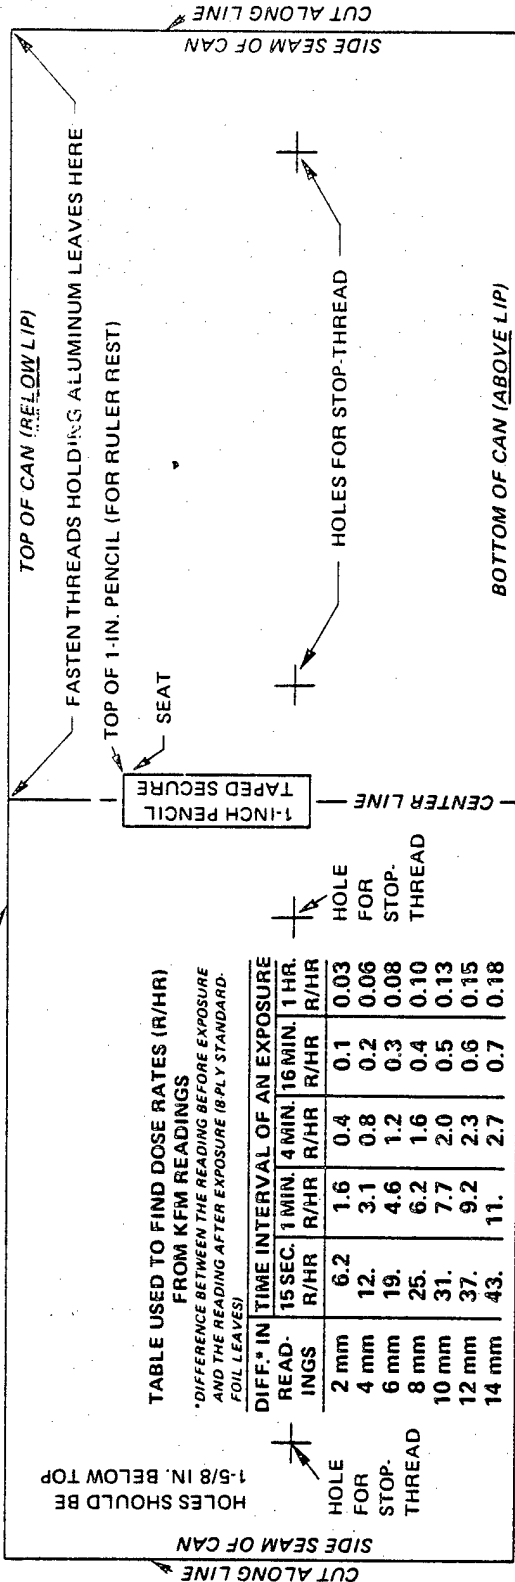 CUT ALONG LINE
SIDE SEAM OF CAN
HOLES SHOULD BE
1-5/8 IN. BELOW TOP
HOLE
FOR
STOP-
THREAD
TABLE USED TO FIND DOSE RATES (R/HR)
FROM KFM READINGS
*DIFFERENCE BETWEEN THE READING BEFORE EXPOSURE
AND THE READING AFTER EXPOSURE (8-PLY STANDARD-
FOIL LEAVES)
DIFF.* IN TIME INTERVAL OF AN EXPOSURE
READ- 15 SEC. 1 MIN. 4 MIN. 16 MIN. 1 HR.
INGS R/HR R/HR R/HR R/HR R/HR
2 mm 6.2 1.6 0.4 0.1 0.03
4 mm 12. 3.1 0.8 0.2 0.06
6 mm 19. 4.6 1.2 0.3 0.08
8 mm 25. 6.2 1.6 0.4 0.10
10 mm 31. 7.7 2.0 0.5 0.13
12 mm 37. 9.2 2.3 0.6 0.15
14 mm 43. 11. 2.7 0.7 0.18
HOLE
FOR
STOP-
THREAD
TOP OF CAN (BELOW LIP)
FASTEN THREADS HOLDING ALUMINUM LEAVES HERE
TOP OF 1-IN. PENCIL (FOR RULER REST)
SEAT
1-INCH PENCIL
TAPED SECURE
CENTER LINE
HOLES FOR STOP-THREAD
BOTTOM OF CAN (ABOVE LIP)
SIDE SEAM OF CAN
CUT ALONG LINE